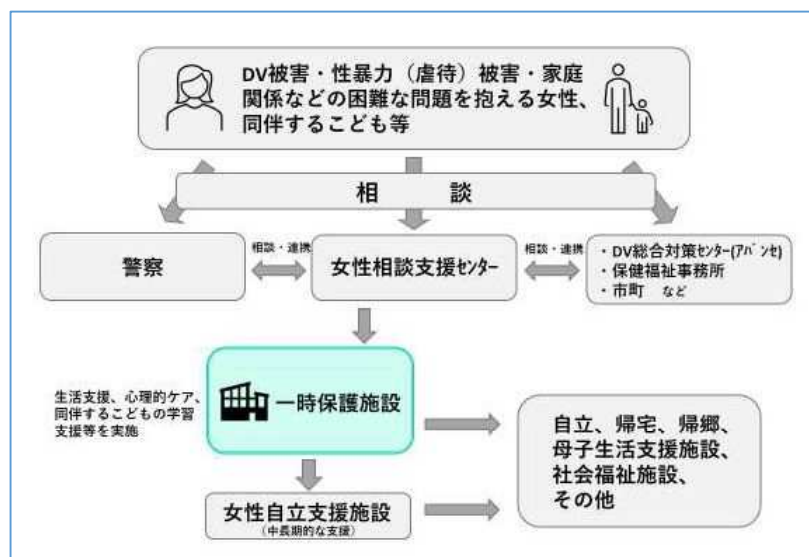 DV被害・性暴力（虐待）被害・家庭
関係などの困難な問題を抱える女性、
同伴するこども等
相　　談
警察
相談・連携
女性相談支援ｾﾝﾀｰ
相談・連携
・DV総合対策ｾﾝﾀｰ(ｱﾊﾞﾝｾ)
・保健福祉事務所
・市町　など
生活支援、心理的ケア、
同伴するこどもの学習
支援等を実施
一時保護施設
自立、帰宅、帰郷、
母子生活支援施設、
社会福祉施設、
その他
女性自立支援施設
（中長期的な支援）